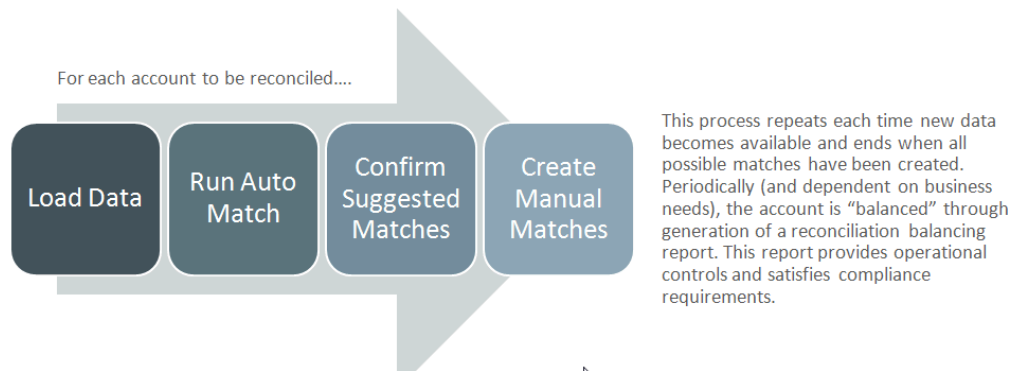 For each account to be reconciled....
Load Data
Run Auto
Match
Confirm
Suggested
Matches
Create
Manual
Matches
This process repeats each time new data
becomes available and ends when all
possible matches have been created.
Periodically (and dependent on business
needs), the account is “balanced” through
generation of a reconciliation balancing
report. This report provides operational
controls and satisfies compliance
requirements.